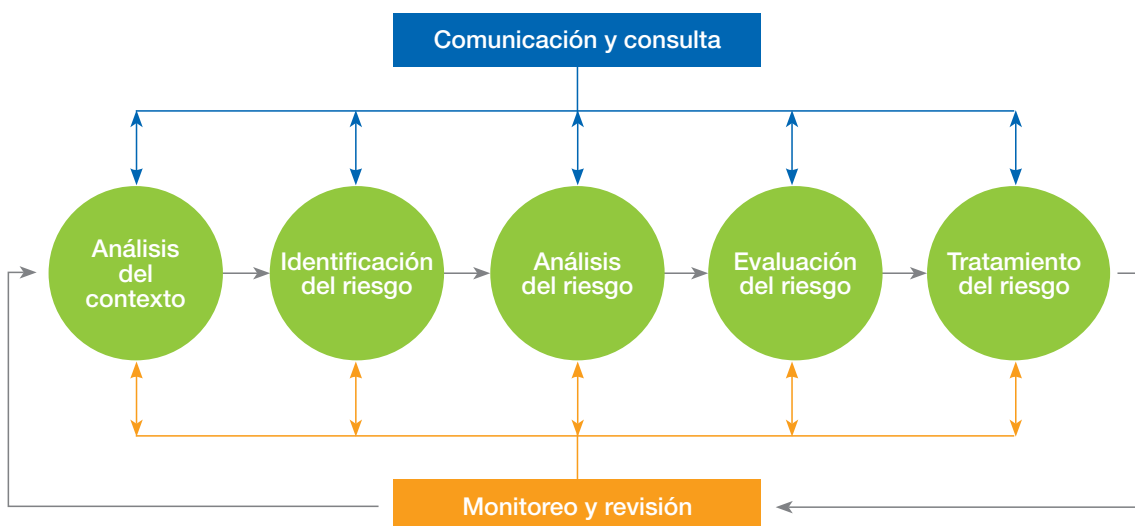 Comunicación y consulta
Análisis
del
contexto
Identificación
del riesgo
Análisis
del riesgo
Evaluación
del riesgo
Tratamiento
del riesgo
Monitoreo y revisión